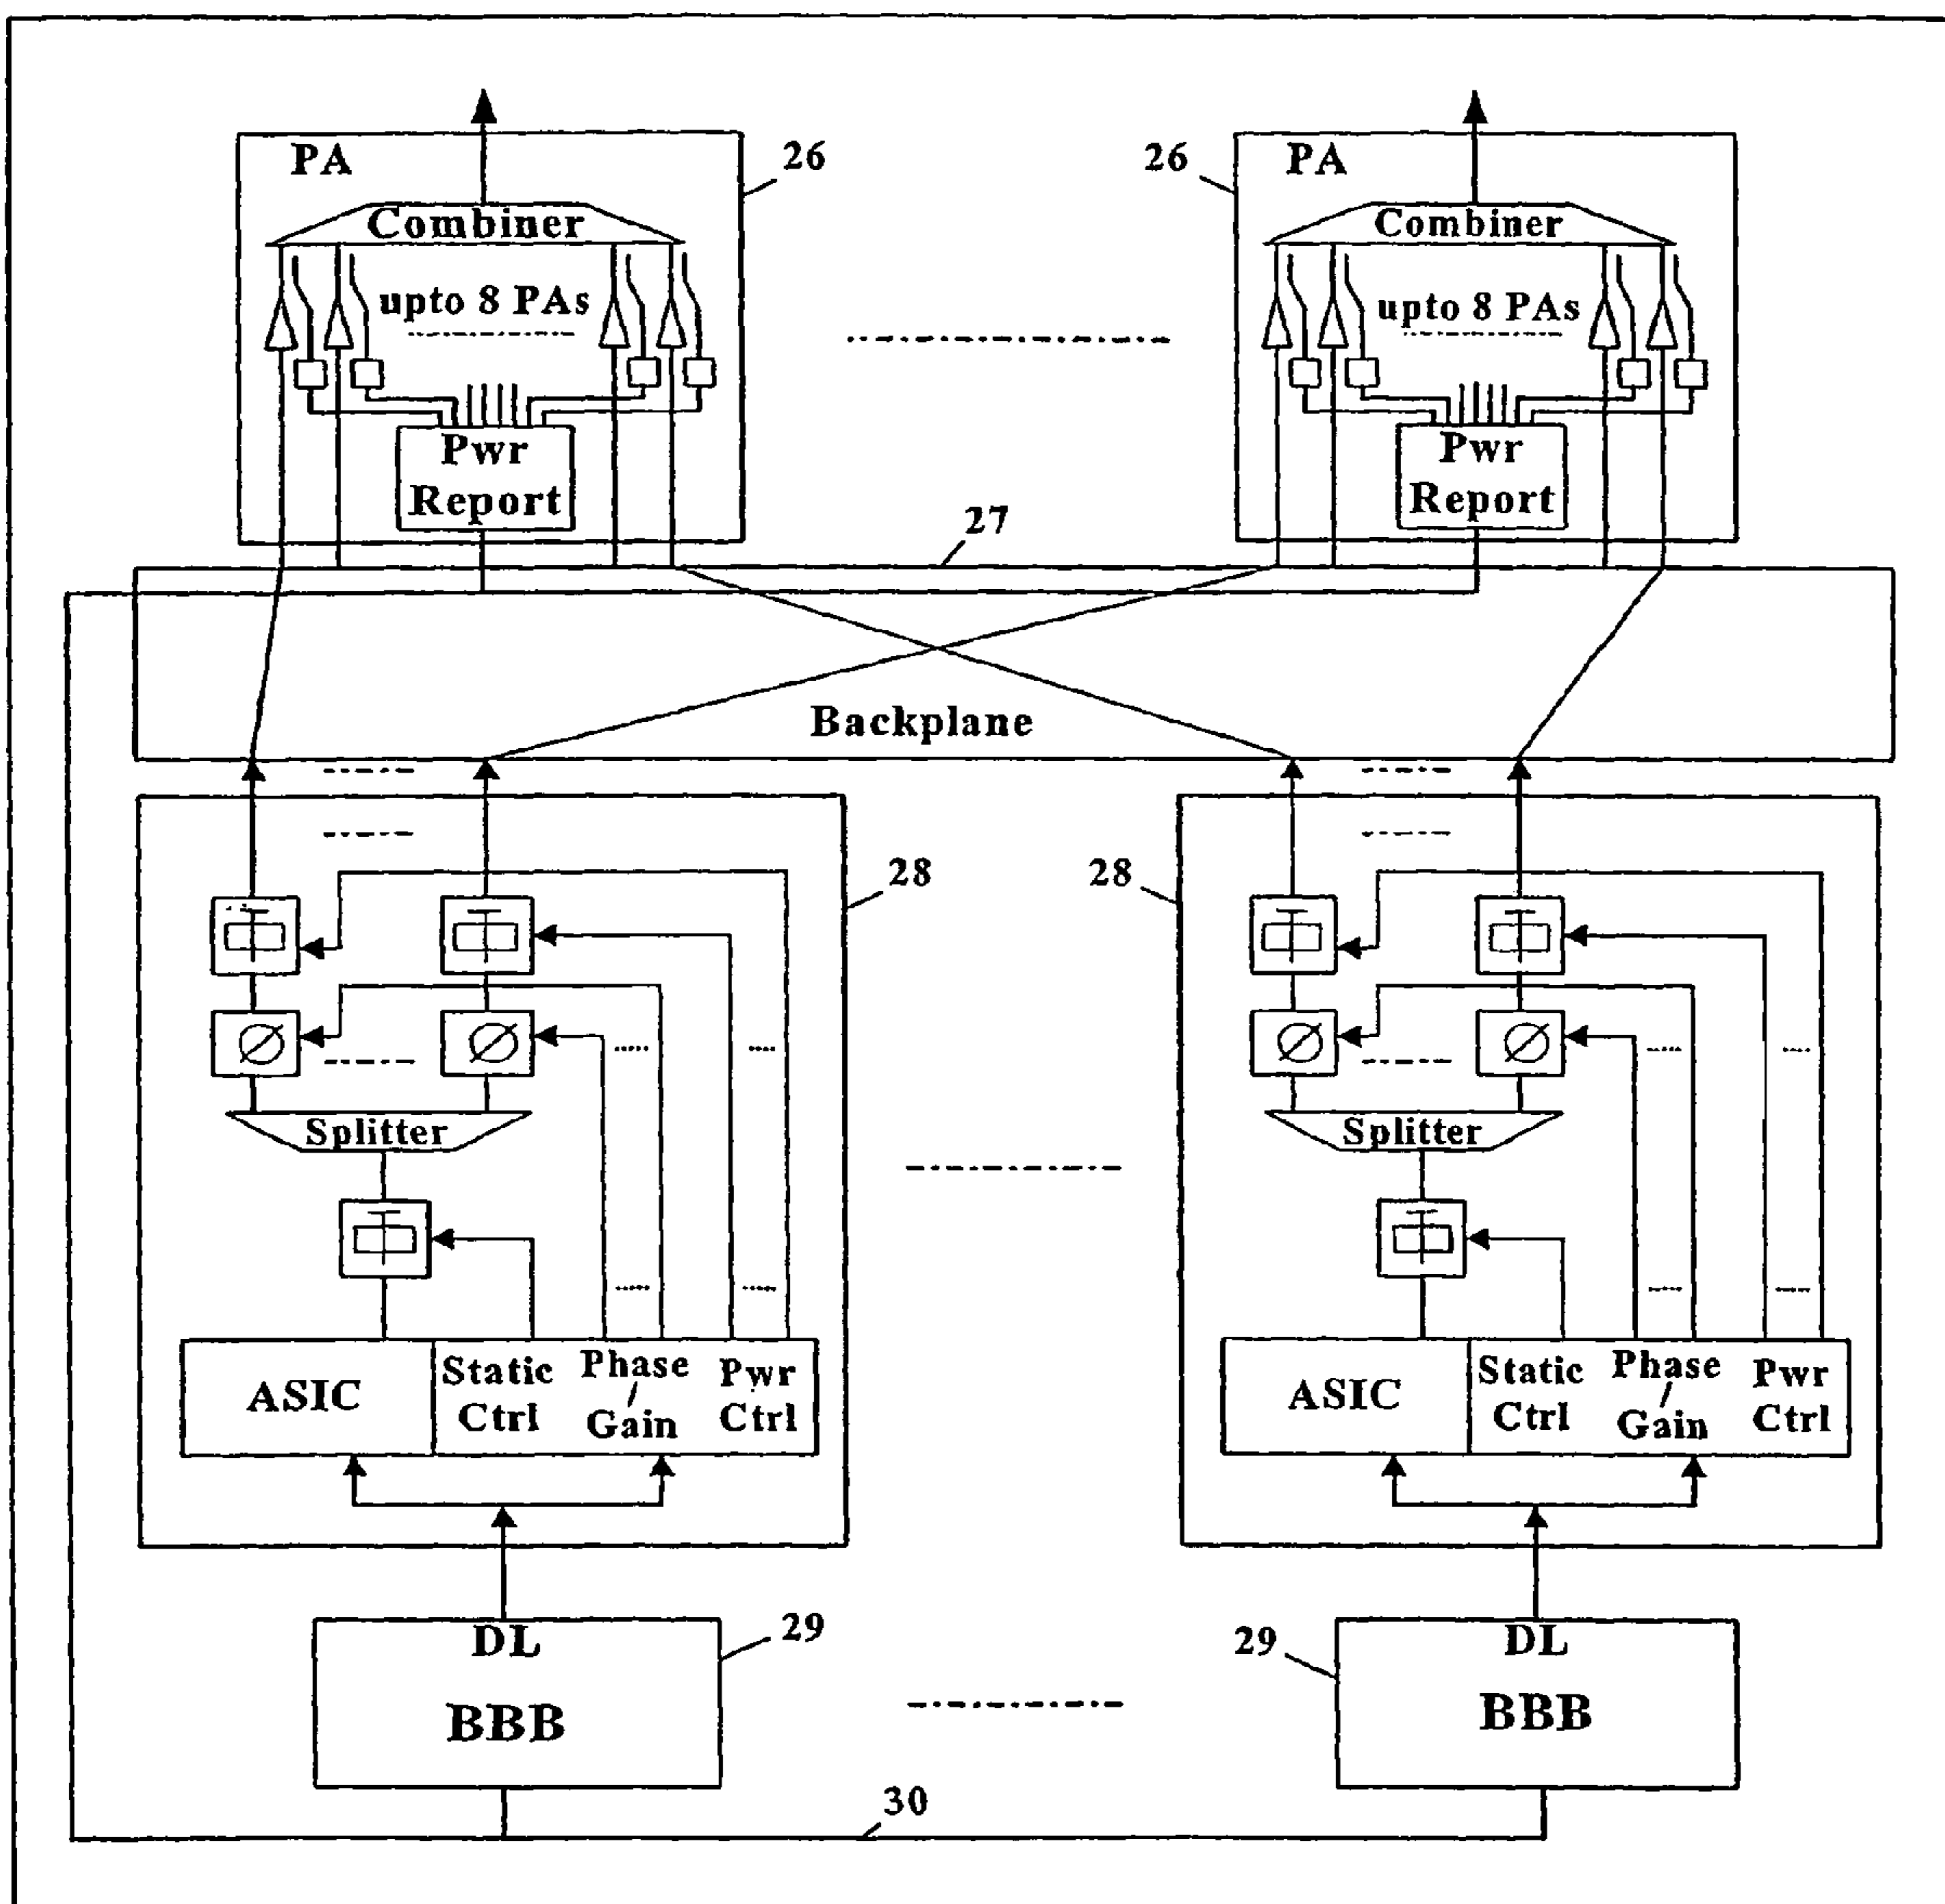 PA
26
26
PA
Combiner
Combiner
upto 8 PAs
upto 8 PAs
Pwr
Report
Pwr
Report
27
Backplane
28
28
Ø
Ø
Ø
Ø
Splitter
Splitter
ASIC
Static
Ctrl
Phase
/
Gain
Pwr
Ctrl
ASIC
Static
Ctrl
Phase
/
Gain
Pwr
Ctrl
DL
BBB
29
29
DL
BBB
30